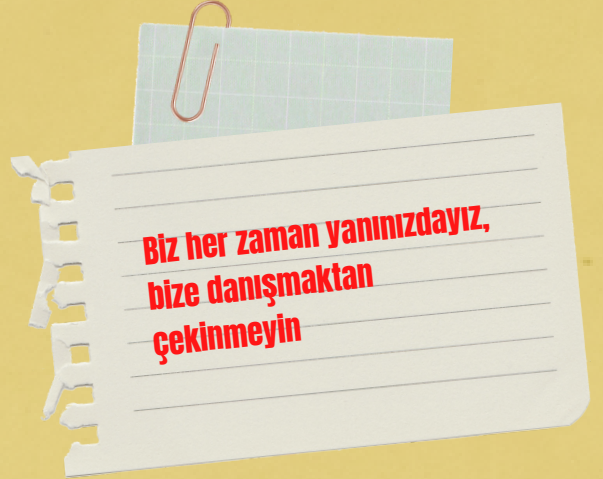 Biz her zaman yanınızdayız,
bize danışmaktan
çekinmeyin